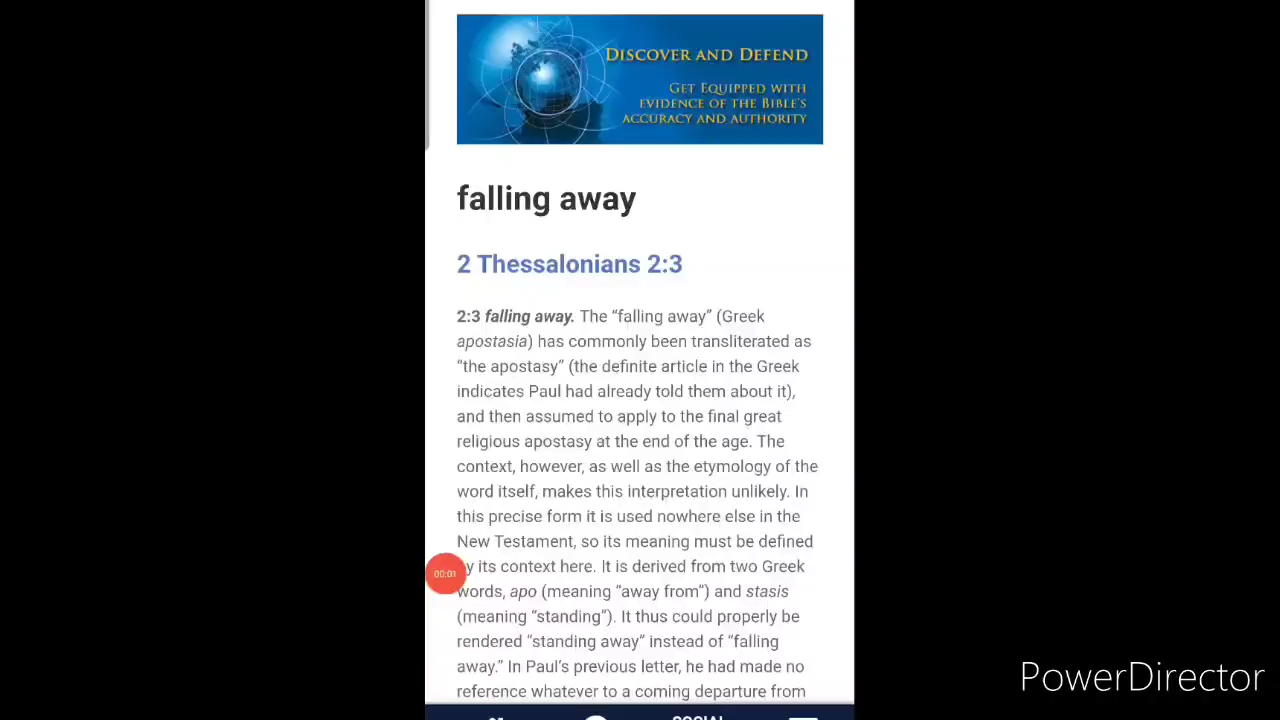 DISCOVER AND DEFEND
GET EQUIPPED WITH
EVIDENCE OF THE BIBLE'S
ACCURACY AND AUTHORITY
falling away
2 Thessalonians 2:3
2:3 falling away. The “falling away” (Greek
apostasia) has commonly been transliterated as
“the apostasy” (the definite article in the Greek
indicates Paul had already told them about it),
and then assumed to apply to the final great
religious apostasy at the end of the age. The
context, however, as well as the etymology of the
word itself, makes this interpretation unlikely. In
this precise form it is used nowhere else in the
New Testament, so its meaning must be defined
y its context here. It is derived from two Greek
00:01
words, apo (meaning “away from”) and stasis
(meaning “standing”). It thus could properly be
rendered “standing away” instead of “falling
away.” In Paul’s previous letter, he had made no
reference whatever to a coming departure from
SOCIAL
PowerDirector